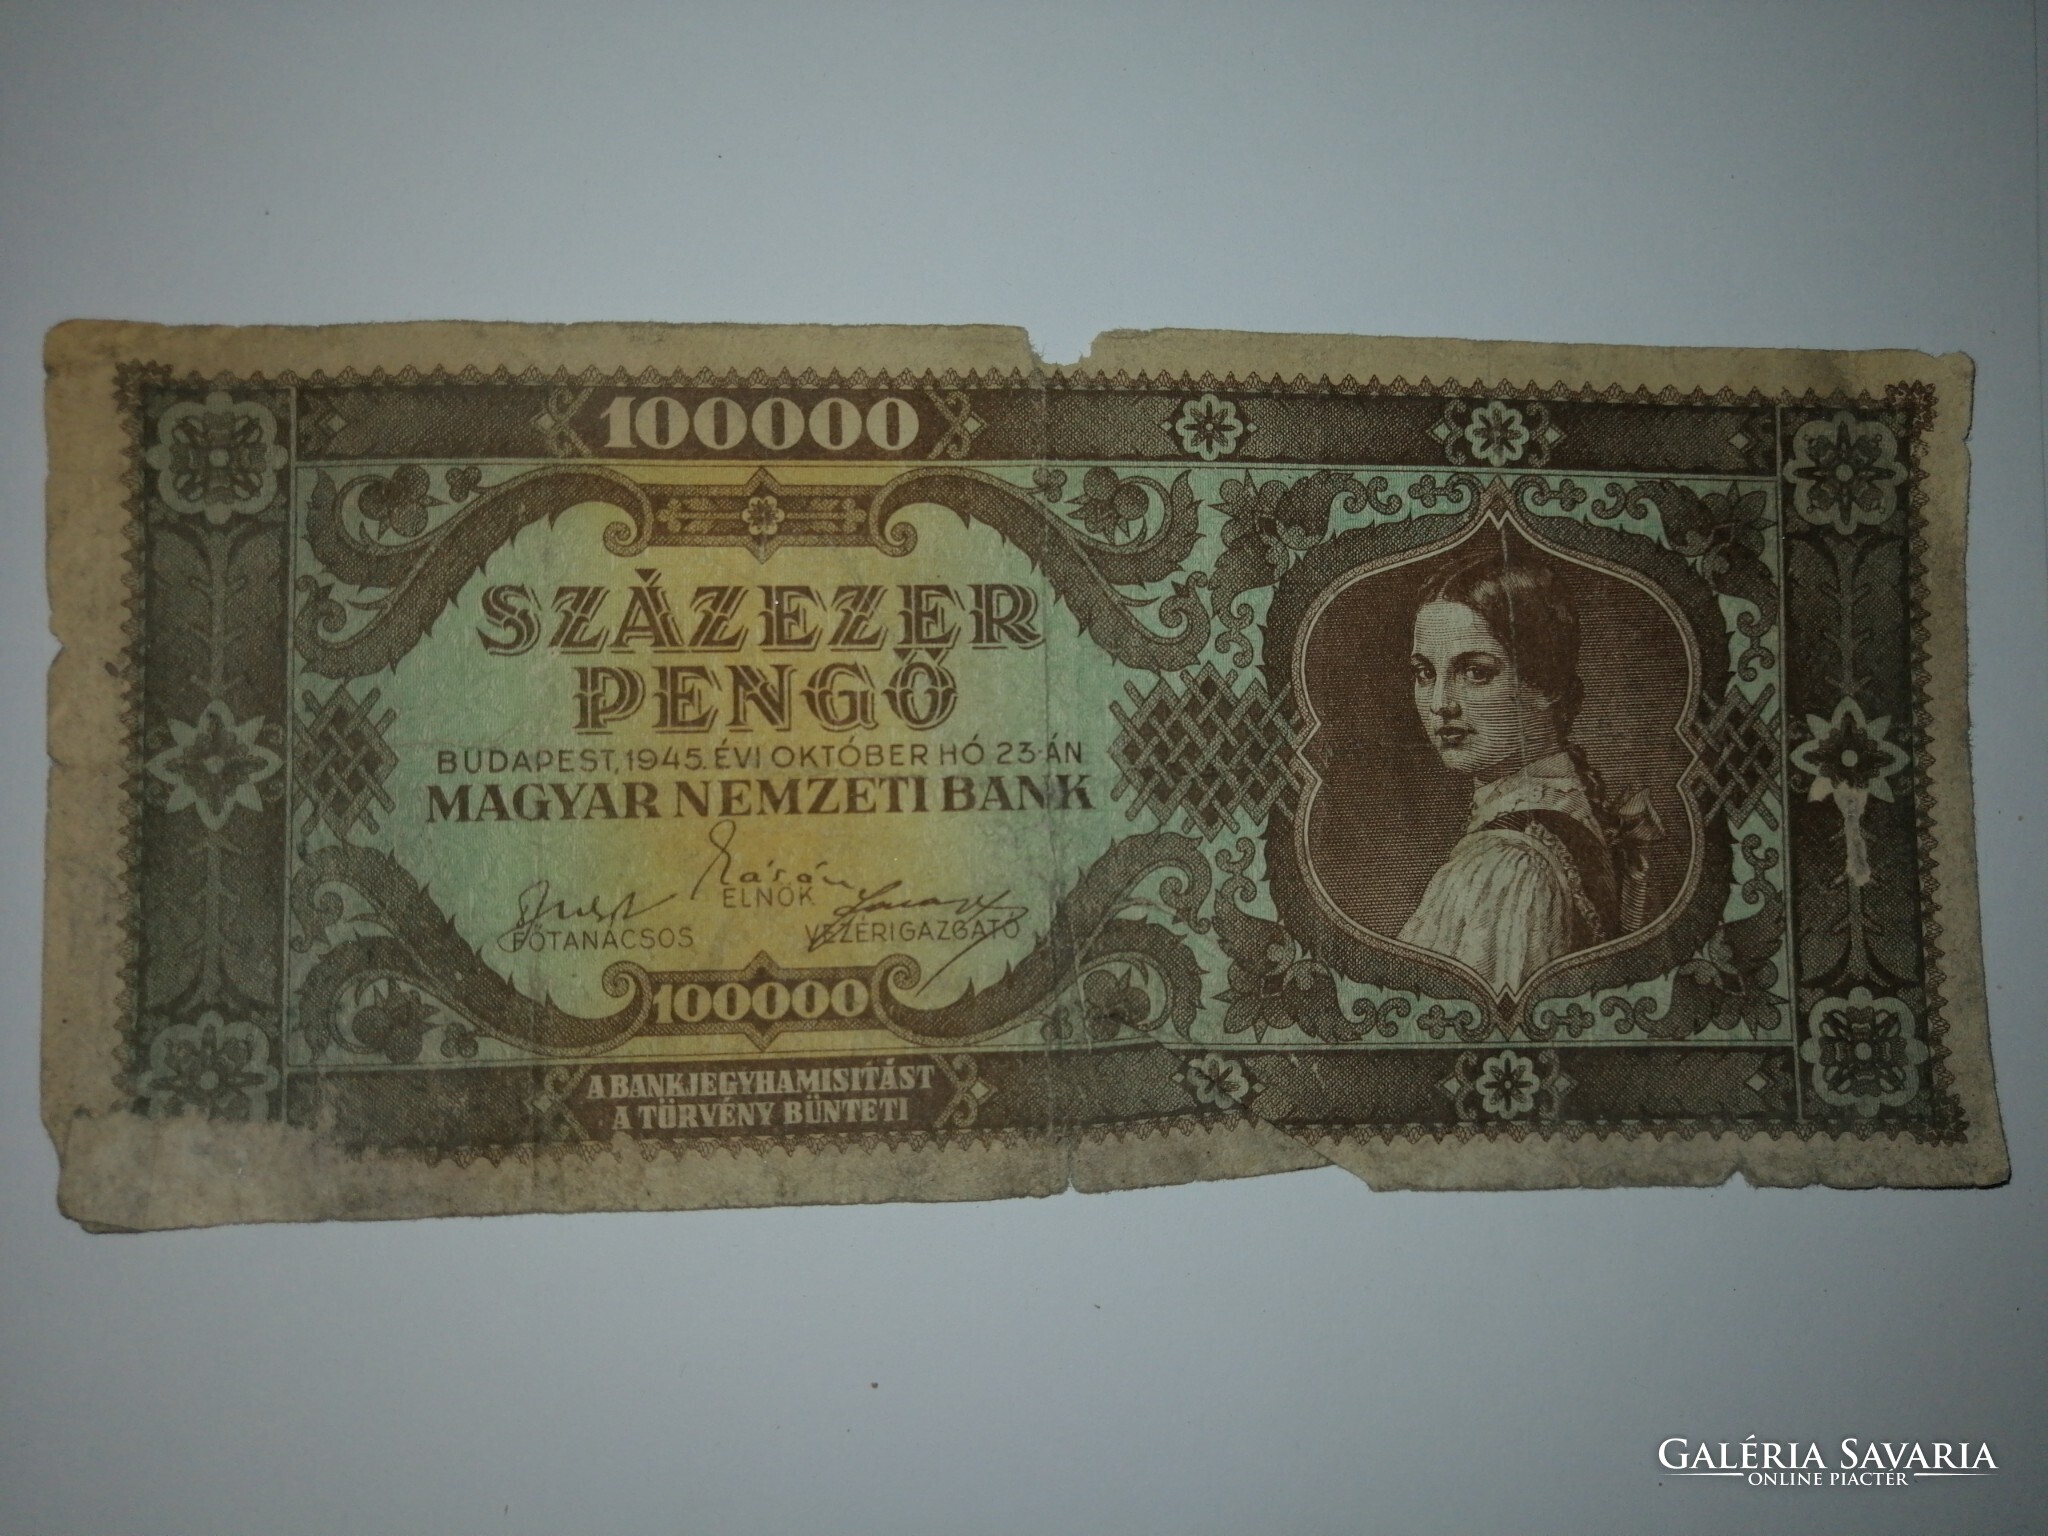 100000
SZÁZEZER
PENGŐ
BUDAPEST, 1945. ÉVI OKTÓBER HÓ 23-ÁN
MAGYAR NEMZETI BANK
ELNÖK
FŐTANÁCSOS
VEZÉRIGAZGATÓ
100000
A BANKJEGYHAMISITÁST
A TÖRVÉNY BÜNTETI
GALÉRIA SAVARIA
ONLINE PIACTÉR